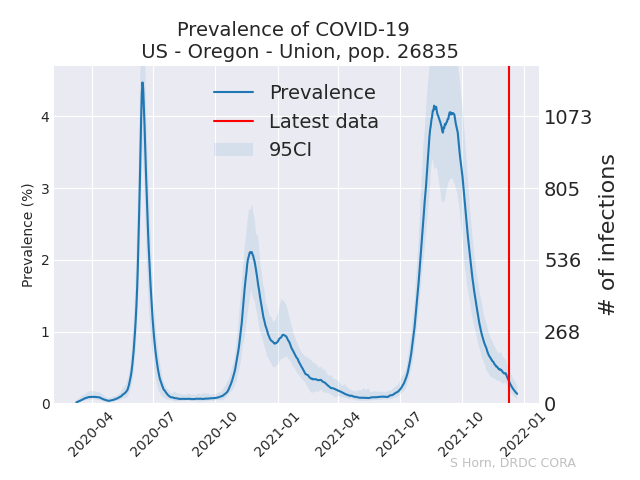 Prevalence of COVID-19
US - Oregon - Union, pop. 26835
Prevalence
Latest data
95CI
Prevalence (%)
4
3
2
1
0
1073
805
536
268
0
# of infections
2020-04
2020-07
2020-10
2021-01
2021-04
2021-07
2021-10
2022-01
S Horn, DRDC CORA